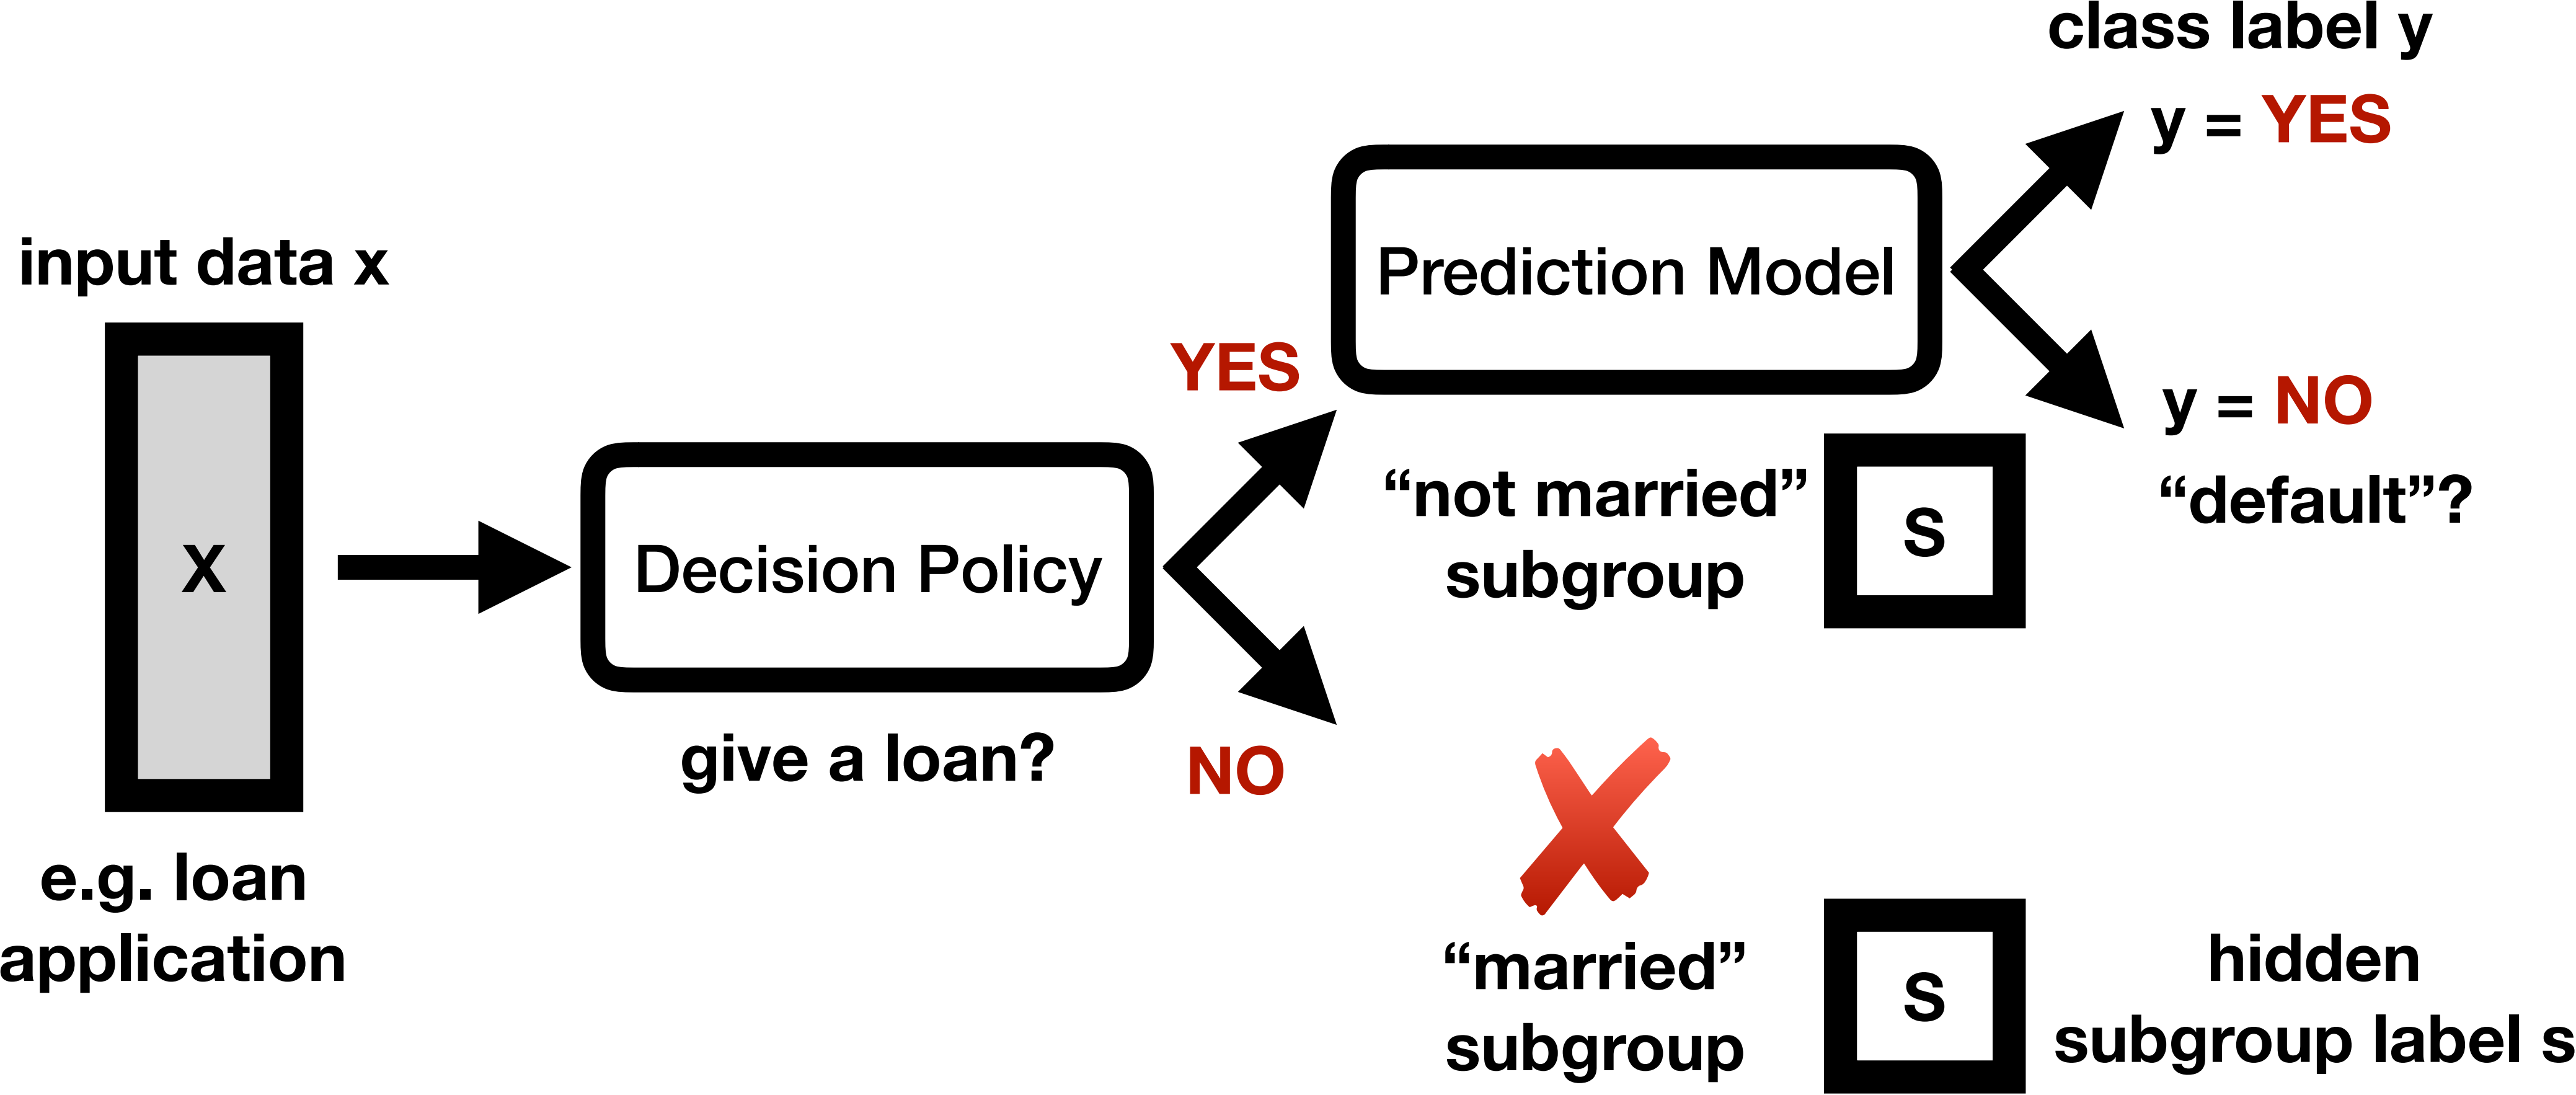 class label y
y = YES
input data x
Prediction Model
YES
y = NO
"not married"
subgroup
S
"default"?
X
Decision Policy
give a loan?
NO
e.g. loan
application
"married"
subgroup
S
hidden
subgroup label s